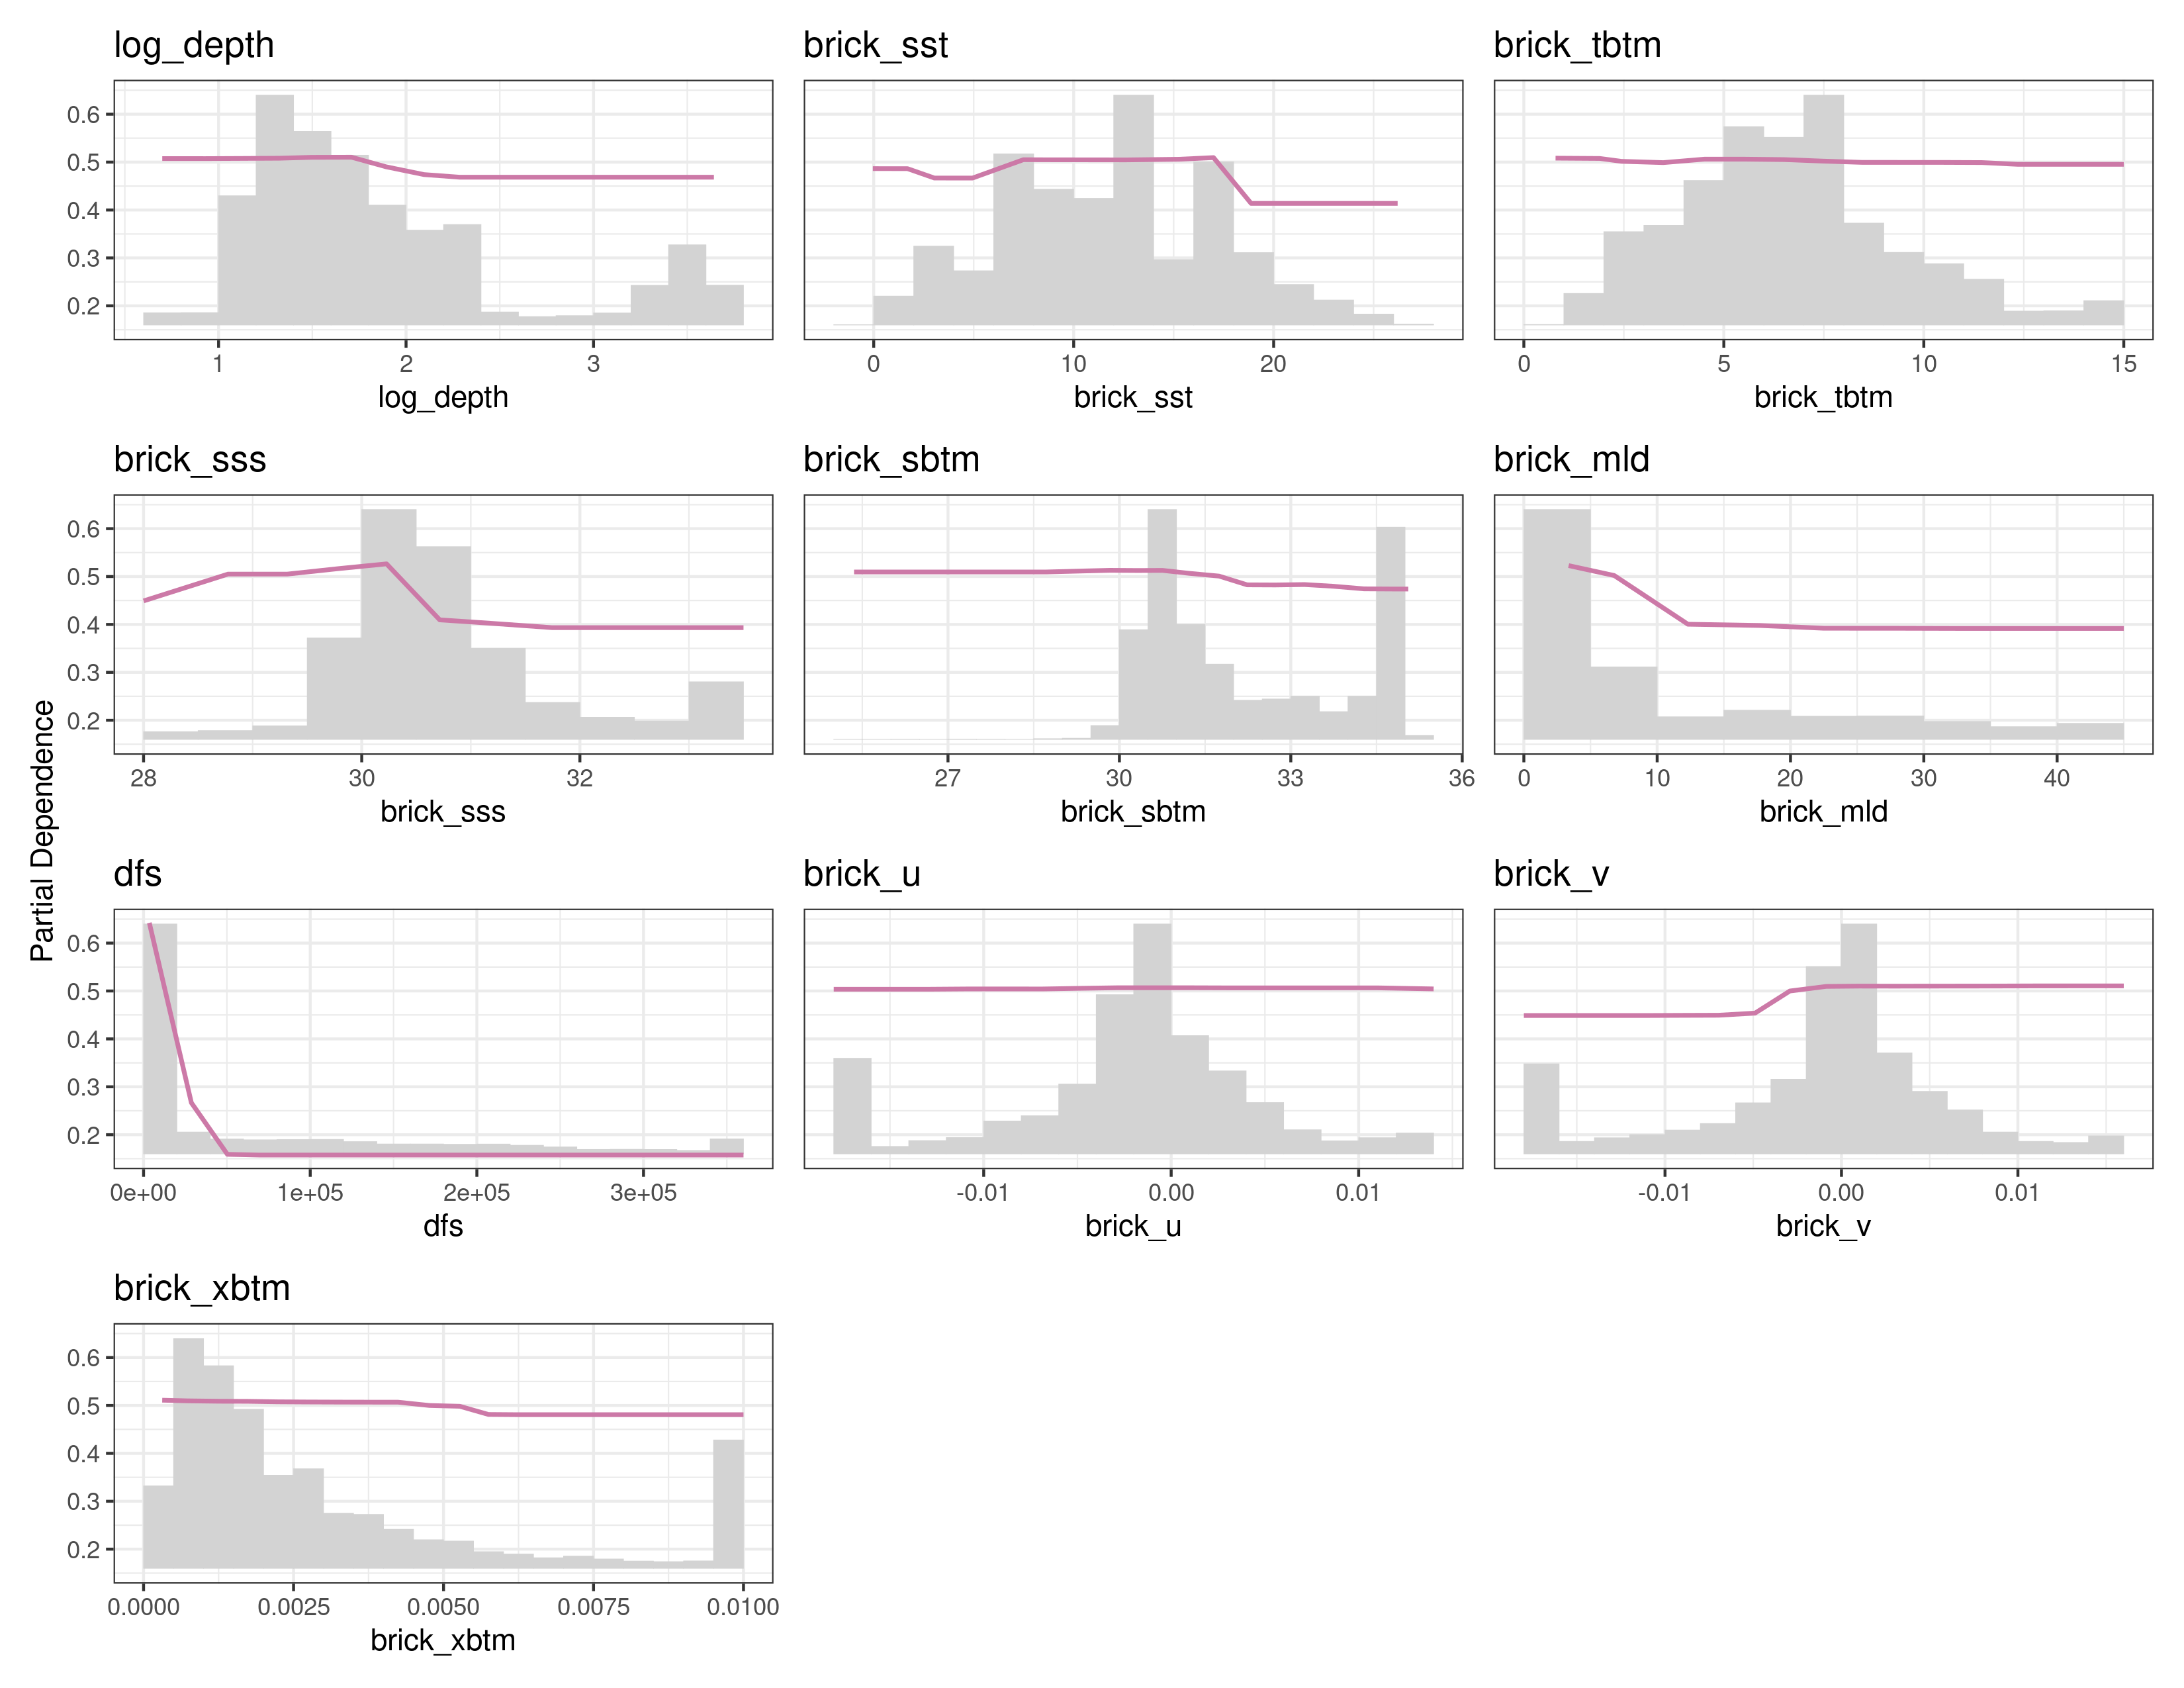 log_depth
brick_sst
brick_tbtm
0.6
0.5
0.4
0.3
0.2
1 2 3
0 10 20
0 5 10 15
log_depth
brick_sst
brick_tbtm
brick_sss
brick_sbtm
brick_mld
0.6
0.5
0.4
0.3
0.2
28 30 32
27 30 33 36
0 10 20 30 40
brick_sss
brick_sbtm
brick_mld
Partial Dependence
dfs
brick_u
brick_v
0.6
0.5
0.4
0.3
0.2
0e+00 1e+05 2e+05 3e+05
-0.01 0.00 0.01
-0.01 0.00 0.01
dfs
brick_u
brick_v
brick_xbtm
0.6
0.5
0.4
0.3
0.2
0.0000 0.0025 0.0050 0.0075 0.0100
brick_xbtm